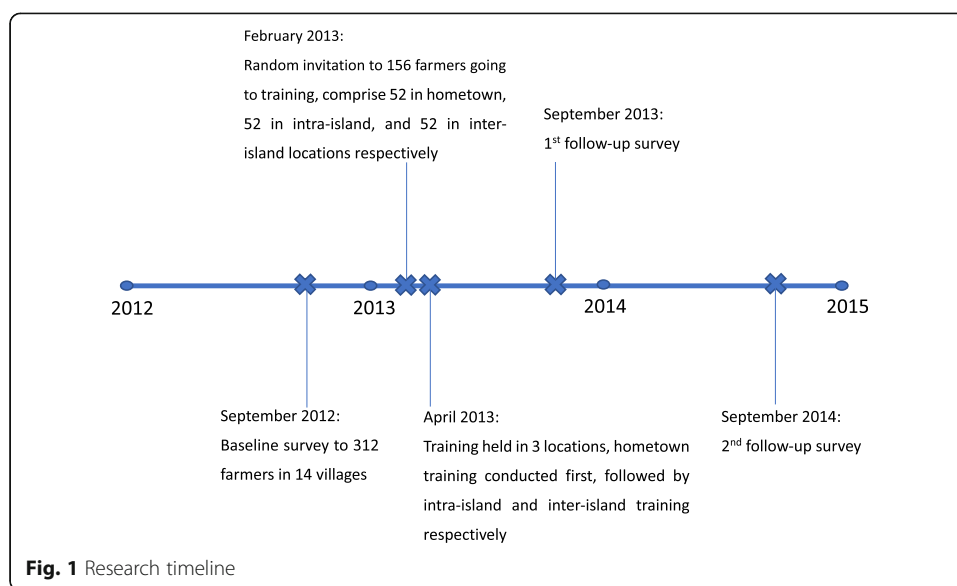 February 2013:
Random invitation to 156 farmers going
to training, comprise 52 in hometown,
52 in intra-island, and 52 in inter-
island locations respectively
September 2013:
1st follow-up survey
2012
2013
2014
2015
September 2012:
Baseline survey to 312
farmers in 14 villages
April 2013:
Training held in 3 locations, hometown
training conducted first, followed by
intra-island and inter-island training
respectively
September 2014:
2nd follow-up survey
Fig. 1 Research timeline